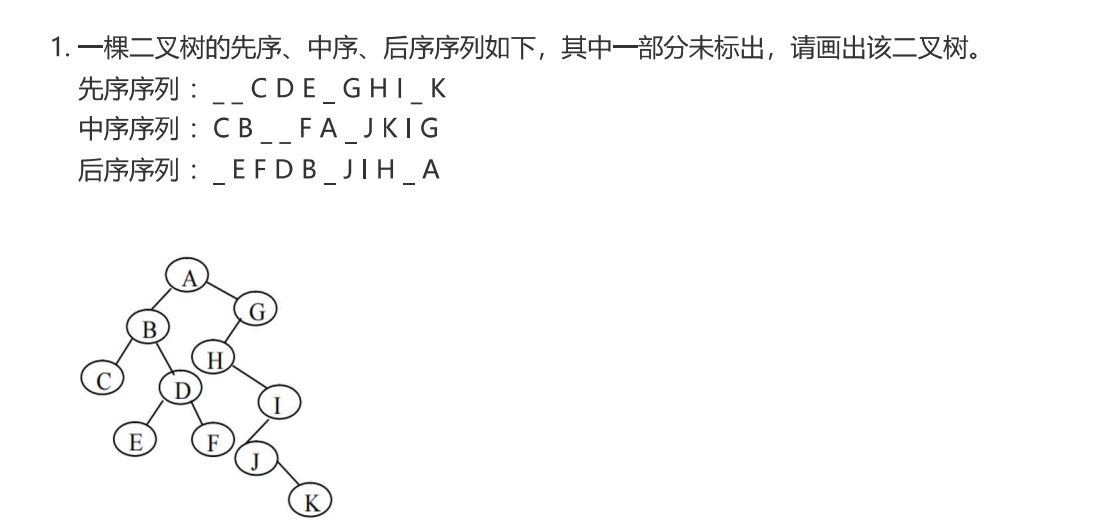 1. 一棵二叉树的先序、中序、后序序列如下，其中一部分未标出，请画出该二叉树。
先序序列：_ _ C D E _ G H I _ K
中序序列：C B _ _ F A _ J K I G
后序序列：_ E F D B _ J I H _ A
A
G
B
H
C
D
I
E
F
J
K